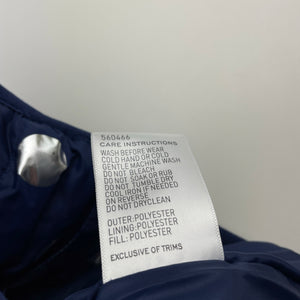 560466
CARE INSTRUCTIONS
WASH BEFORE WEAR
COLD HAND OR COLD
GENTLE MACHINE WASH
DO NOT BLEACH
DO NOT SOAK OR RUB
DO NOT TUMBLE DRY
COOL IRON IF NEEDED
ON REVERSE
DO NOT DRYCLEAN
OUTER:POLYESTER
LINING:POLYESTER
FILL: POLYESTER
EXCLUSIVE OF TRIMS